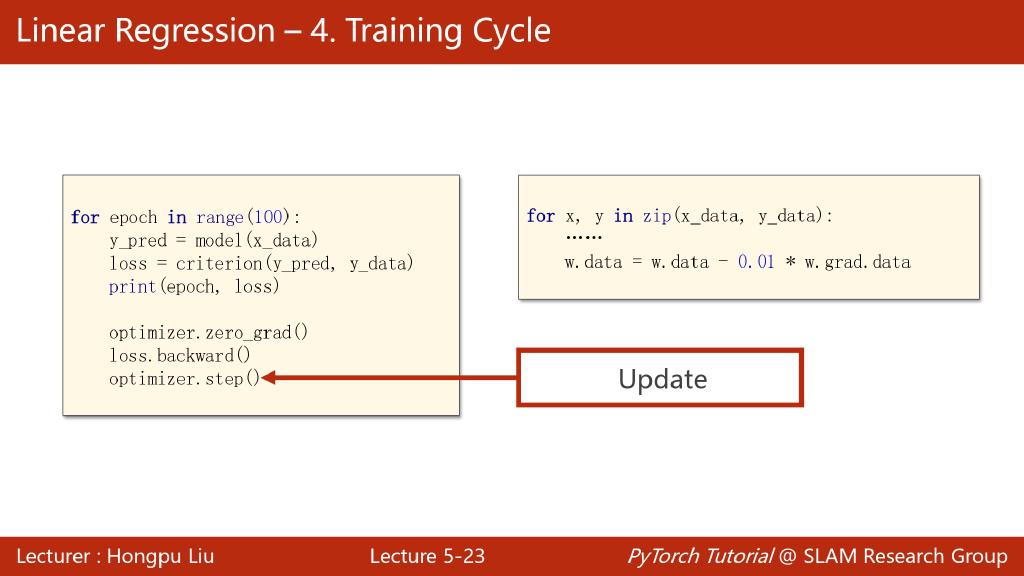 Linear Regression – 4. Training Cycle
for epoch in range(100):
    y_pred = model(x_data)
    loss = criterion(y_pred, y_data)
    print(epoch, loss)
    optimizer.zero_grad()
    loss.backward()
    optimizer.step()
for x, y in zip(x_data, y_data):
    ……
    w.data = w.data - 0.01 * w.grad.data
Update
Lecturer : Hongpu Liu
Lecture 5-23
PyTorch Tutorial @ SLAM Research Group